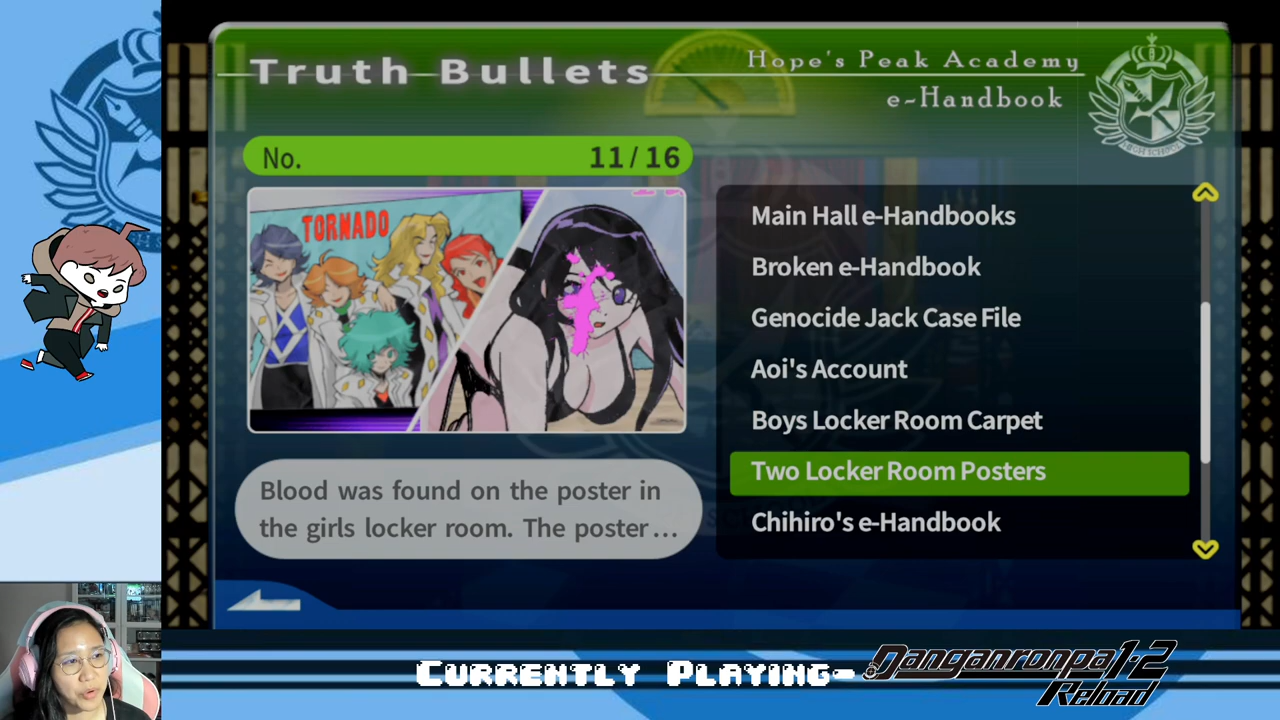 Truth Bullets
Hope's Peak Academy
e-Handbook
HIGH SCHOOL
No. 11/16
TORNADO
Main Hall e-Handbooks
Broken e-Handbook
Genocide Jack Case File
Aoi's Account
Boys Locker Room Carpet
Two Locker Room Posters
Chihiro's e-Handbook
Blood was found on the poster in
the girls locker room. The poster...
Currently Playing-
Danganronpa 1·2
Reload